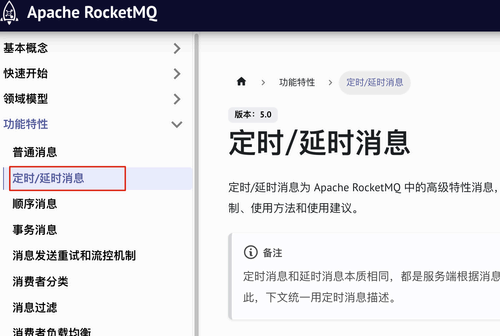 Apache RocketMQ
基本概念
快速开始
领域模型
功能特性
普通消息
定时/延时消息
顺序消息
事务消息
消息发送重试和流控机制
消费者分类
消息过滤
消费者负载均衡
功能特性
定时/延时消息
版本：5.0
定时/延时消息
定时/延时消息为 Apache RocketMQ 中的高级特性消息，
制、使用方法和使用建议。
备注
定时消息和延时消息本质相同，都是服务端根据消息
此，下文统一用定时消息描述。